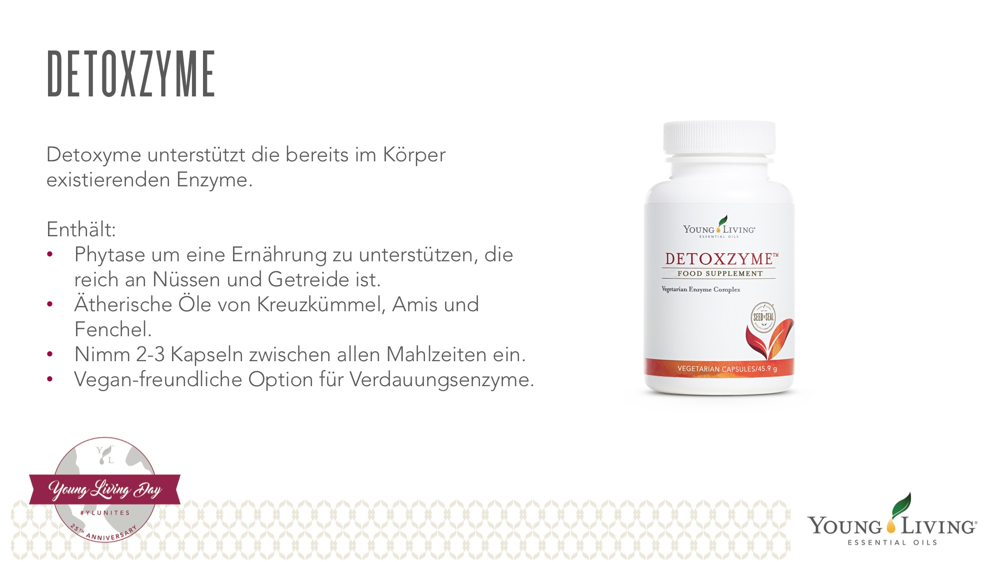 DETOXZYME
Detoxyme unterstützt die bereits im Körper
existierenden Enzyme.
Enthält:
• Phytase um eine Ernährung zu unterstützen, die
reich an Nüssen und Getreide ist.
• Ätherische Öle von Kreuzkümmel, Amis und
Fenchel.
• Nimm 2-3 Kapseln zwischen allen Mahlzeiten ein.
• Vegan-freundliche Option für Verdauungsenzyme.
YOUNG LIVING®
ESSENTIAL OILS
DETOXZYME™
FOOD SUPPLEMENT
Vegetarian Enzyme Complex
SEED TO SEAL
VEGETARIAN CAPSULES/45.9 g
Y L
Young Living Day
#YLUNITES
25TH ANNIVERSARY
YOUNG LIVING®
ESSENTIAL OILS